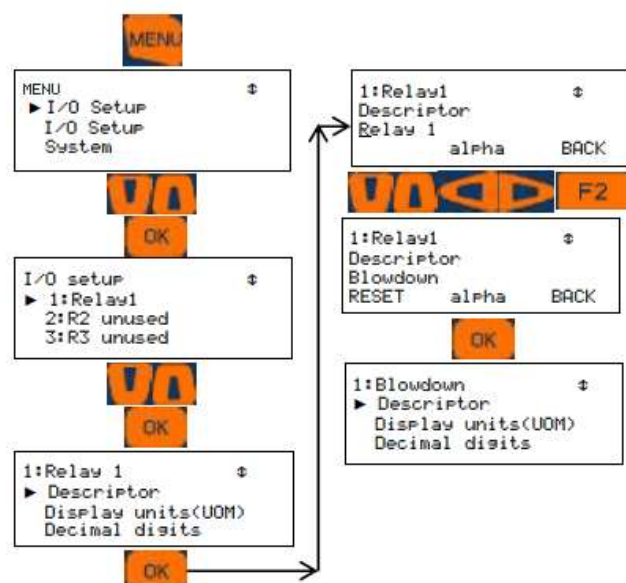 MENU
MENU
I/O Setup
I/O Setup
System
OK
I/O setup
1:Relay1
2:R2 unused
3:R3 unused
OK
1:Relay 1
Descriptor
Display units(UOM)
Decimal digits
OK
1:Relay1
Descriptor
Relay 1
alpha BACK
F2
1:Relay1
Descriptor
Blowdown
RESET alpha BACK
OK
1:Blowdown
Descriptor
Display units(UOM)
Decimal digits